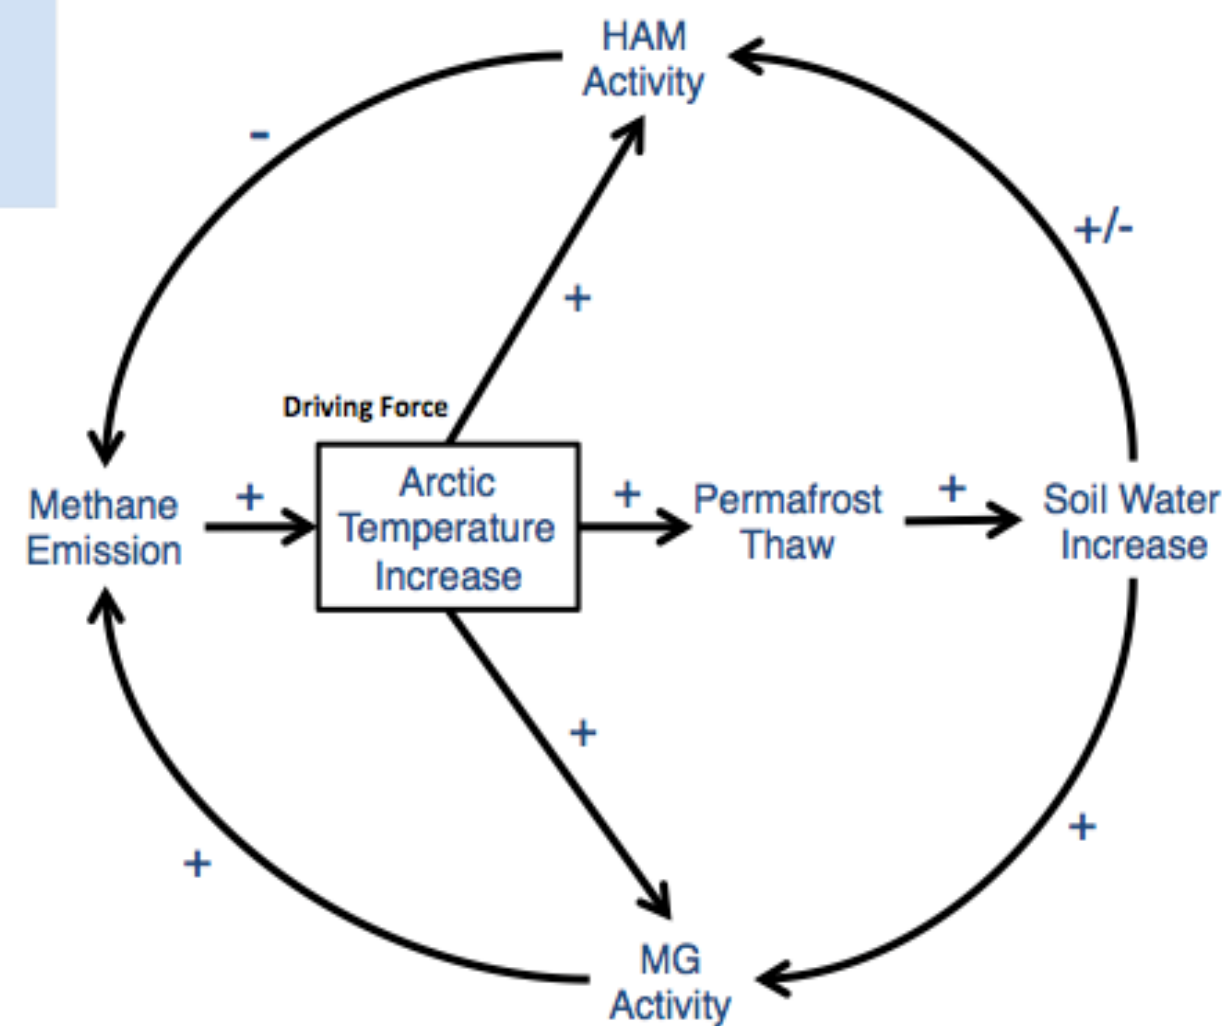 HAM
Activity
-
+/-
+
Driving Force
Methane
Emission
+
Arctic
Temperature
Increase
+
Permafrost
Thaw
+
Soil Water
Increase
+
+
+
MG
Activity